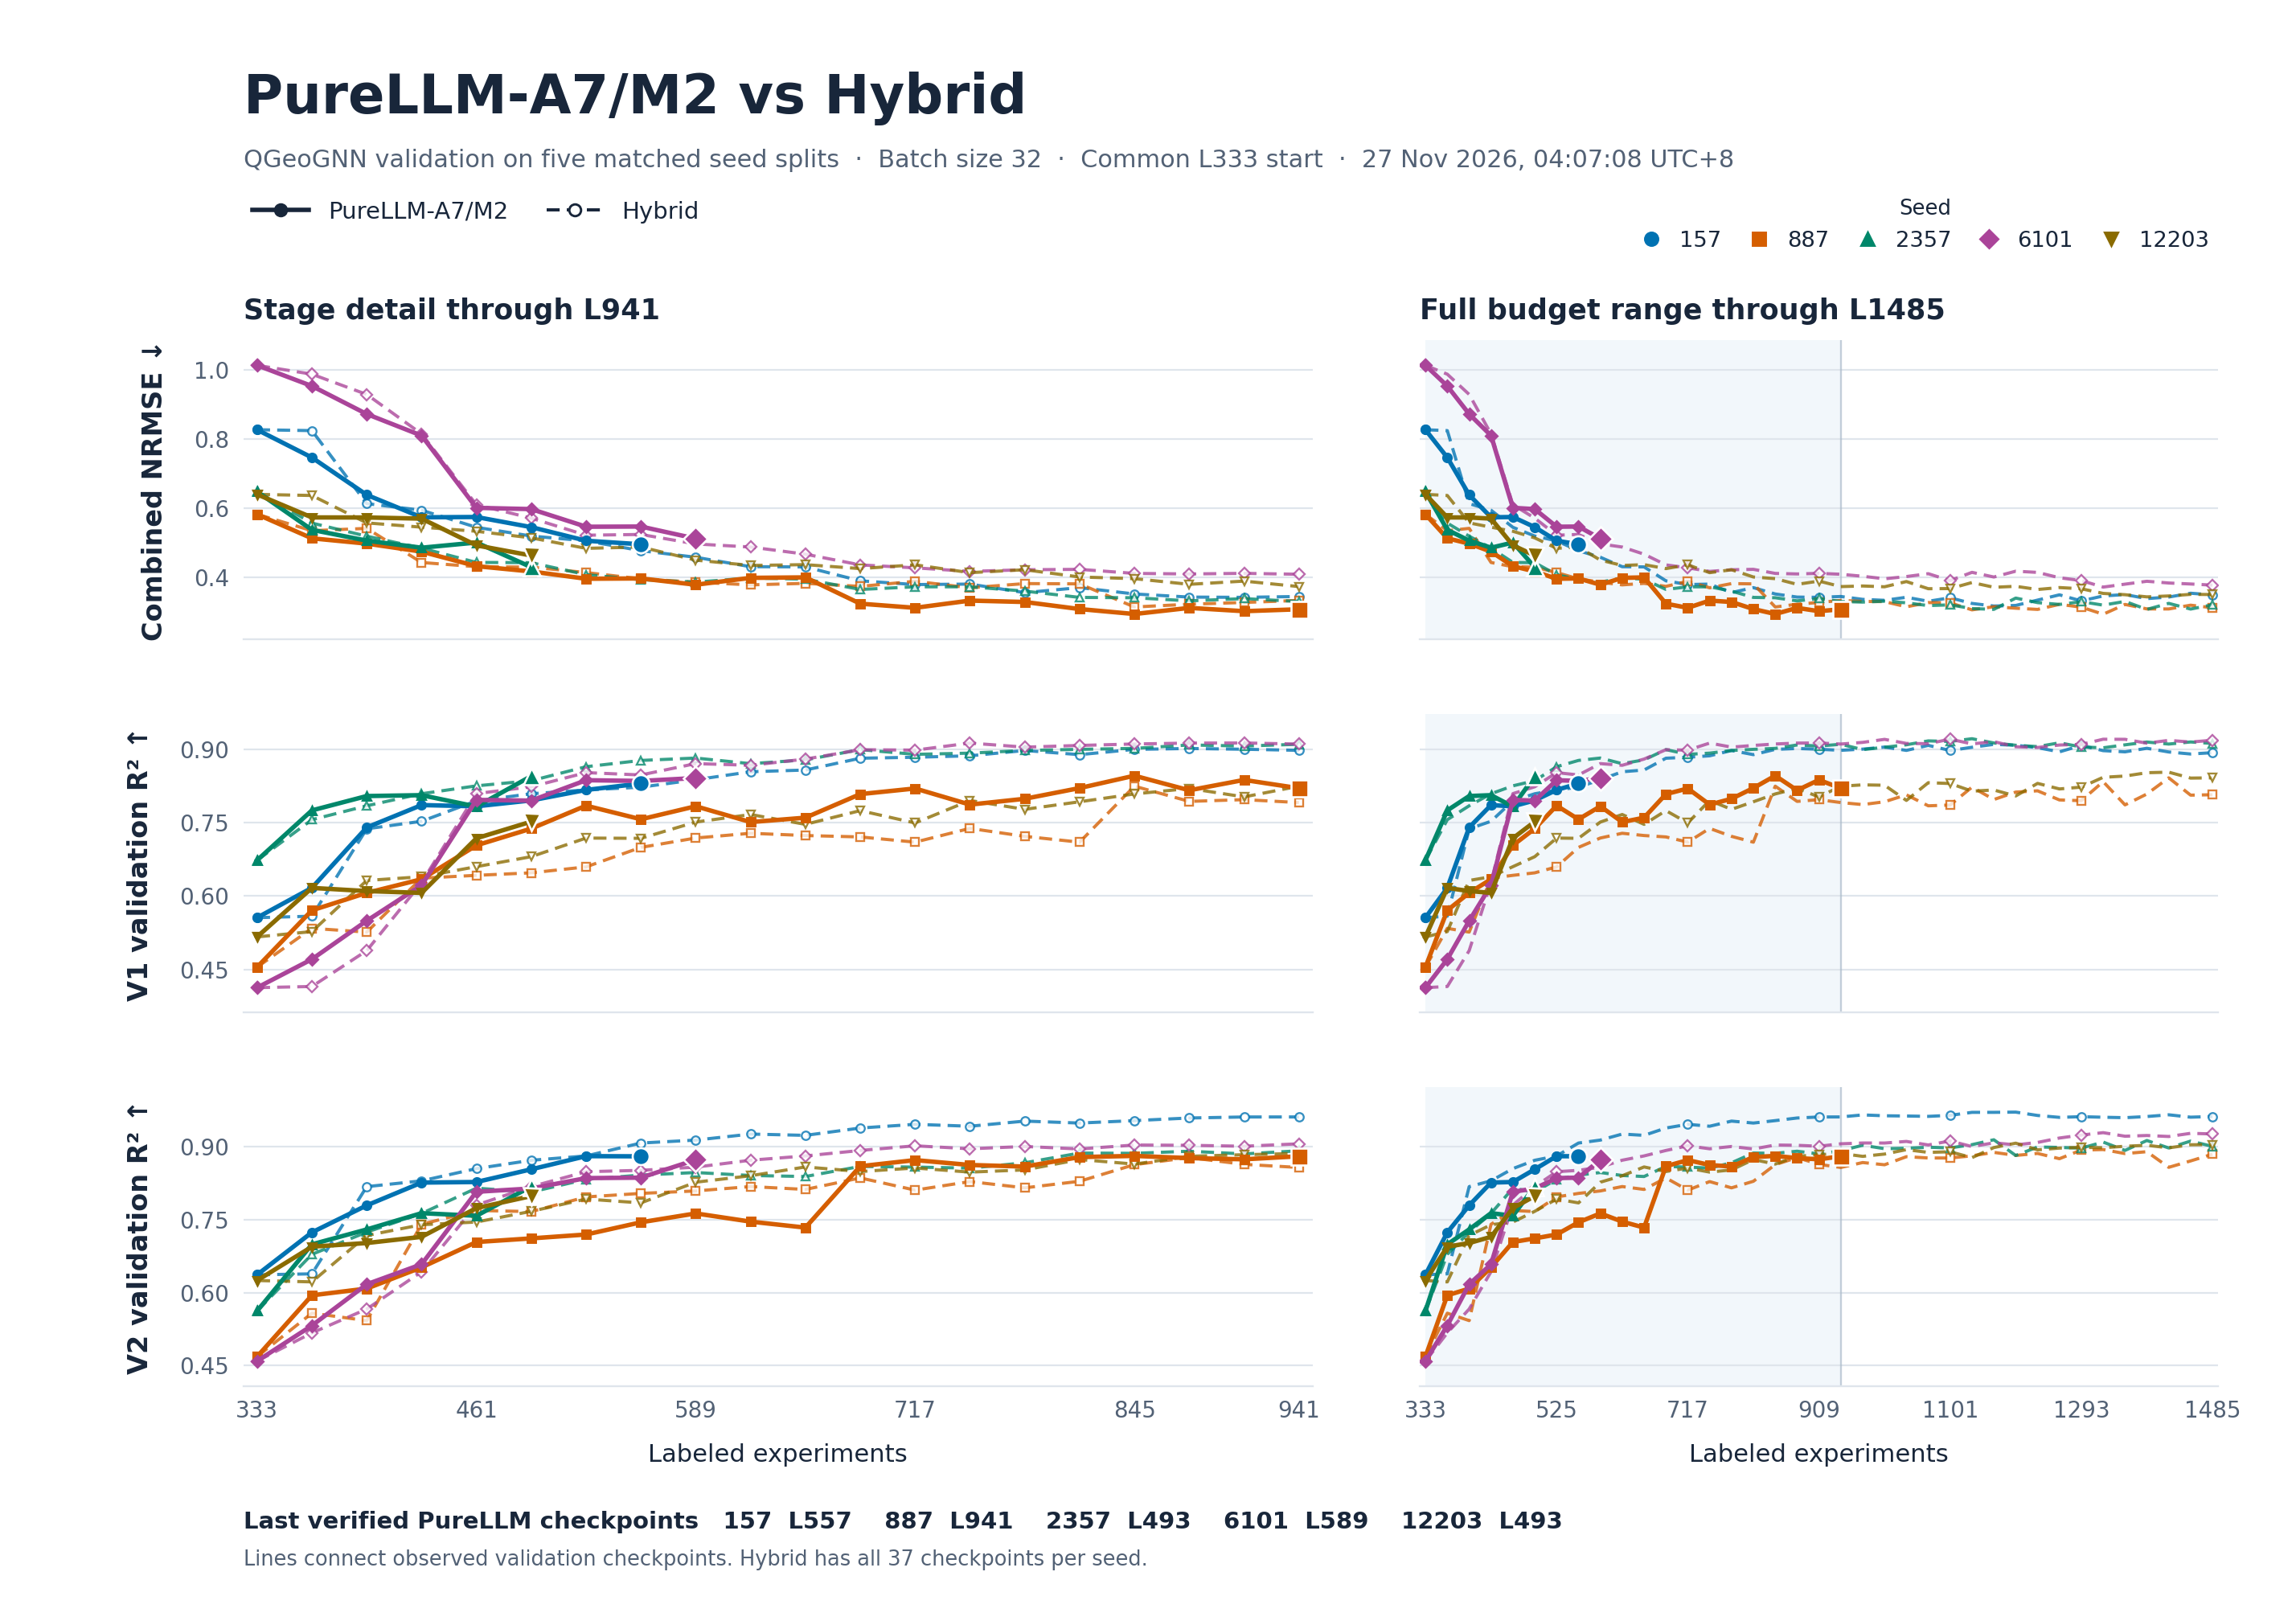 PureLLM-A7/M2 vs Hybrid
QGeoGNN validation on five matched seed splits · Batch size 32 · Common L333 start · 27 Nov 2026, 04:07:08 UTC+8
PureLLM-A7/M2 Hybrid
Seed
157 887 2357 6101 12203
Stage detail through L941
Full budget range through L1485
Combined NRMSE ↓
1.0
0.8
0.6
0.4
V1 validation R² ↑
0.90
0.75
0.60
0.45
V2 validation R² ↑
0.90
0.75
0.60
0.45
333 461 589 717 845 941
333 525 717 909 1101 1293 1485
Labeled experiments
Labeled experiments
Last verified PureLLM checkpoints 157 L557 887 L941 2357 L493 6101 L589 12203 L493
Lines connect observed validation checkpoints. Hybrid has all 37 checkpoints per seed.